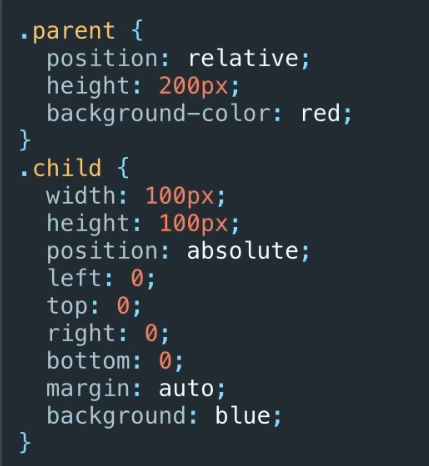 .parent {
  position: relative;
  height: 200px;
  background-color: red;
}
.child {
  width: 100px;
  height: 100px;
  position: absolute;
  left: 0;
  top: 0;
  right: 0;
  bottom: 0;
  margin: auto;
  background: blue;
}